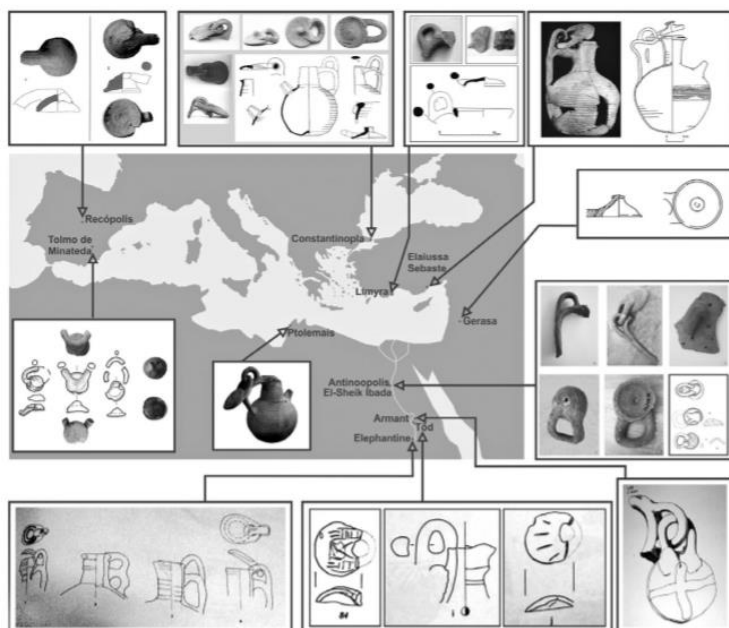 Recópolis
Tolmo de
Minateda
Constantinopla
Elaiussa
Sebaste
Limyra
Gerasa
Ptolemais
Antinoopolis
El-Sheik Ibada
Armant
Tod
Elephantine
84